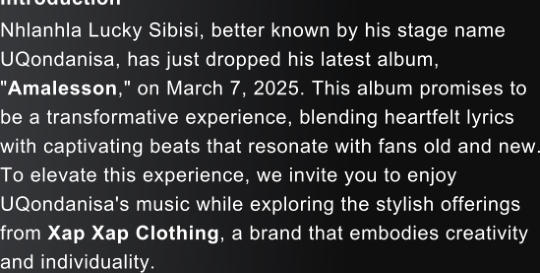 Introduction
Nhlanhla Lucky Sibisi, better known by his stage name
UQondanisa, has just dropped his latest album,
"Amalesson," on March 7, 2025. This album promises to
be a transformative experience, blending heartfelt lyrics
with captivating beats that resonate with fans old and new.
To elevate this experience, we invite you to enjoy
UQondanisa's music while exploring the stylish offerings
from Xap Xap Clothing, a brand that embodies creativity
and individuality.